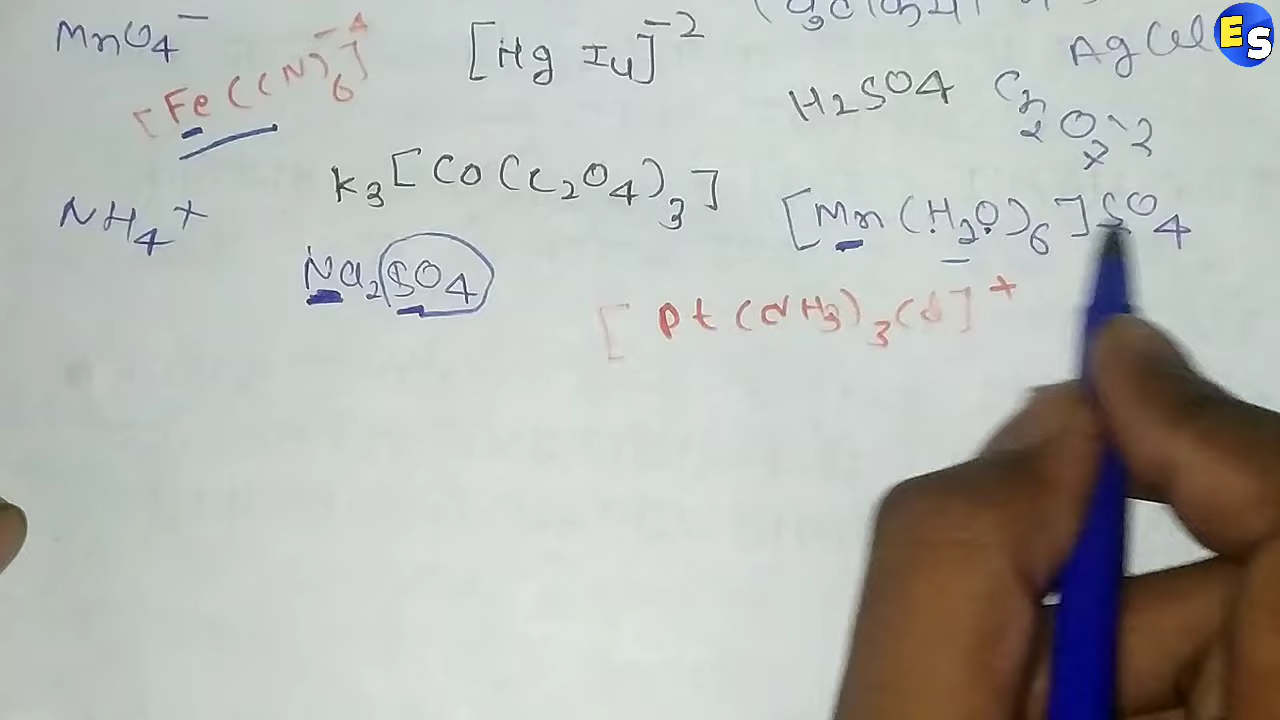 MnO4⁻
[Fe(CN)6]⁻⁴
[Hg I4]⁻²
AgCl
H2SO4
Cr2O7⁻²
NH4⁺
K3[CO(C2O4)3]
[Mn(H2O)6]SO4
Na2SO4
[Pt(NH3)3Cl]⁺
ES